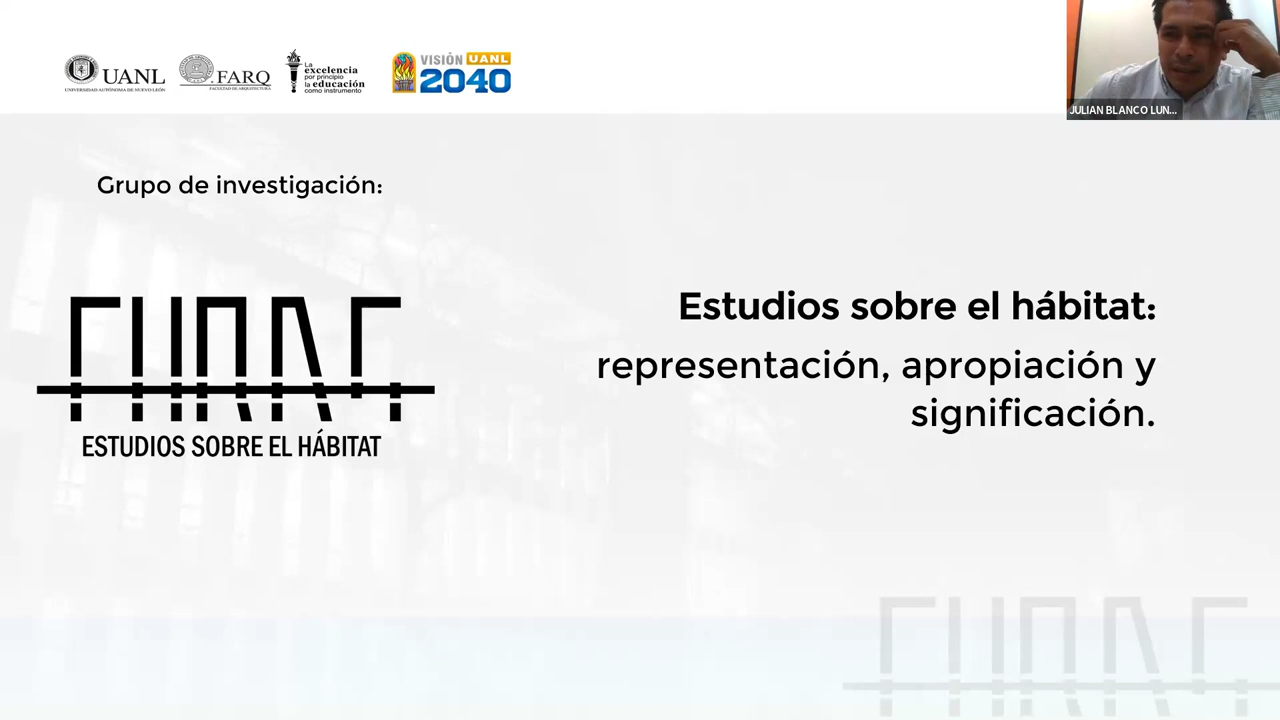 UANL
UNIVERSIDAD AUTÓNOMA DE NUEVO LEÓN
FARQ
FACULTAD DE ARQUITECTURA
La
excelencia
por principio
la educación
como instrumento
VISIÓN UANL
2040
JULIAN BLANCO LUN...
Grupo de investigación:
ESTUDIOS SOBRE EL HÁBITAT
Estudios sobre el hábitat:
representación, apropiación y
significación.